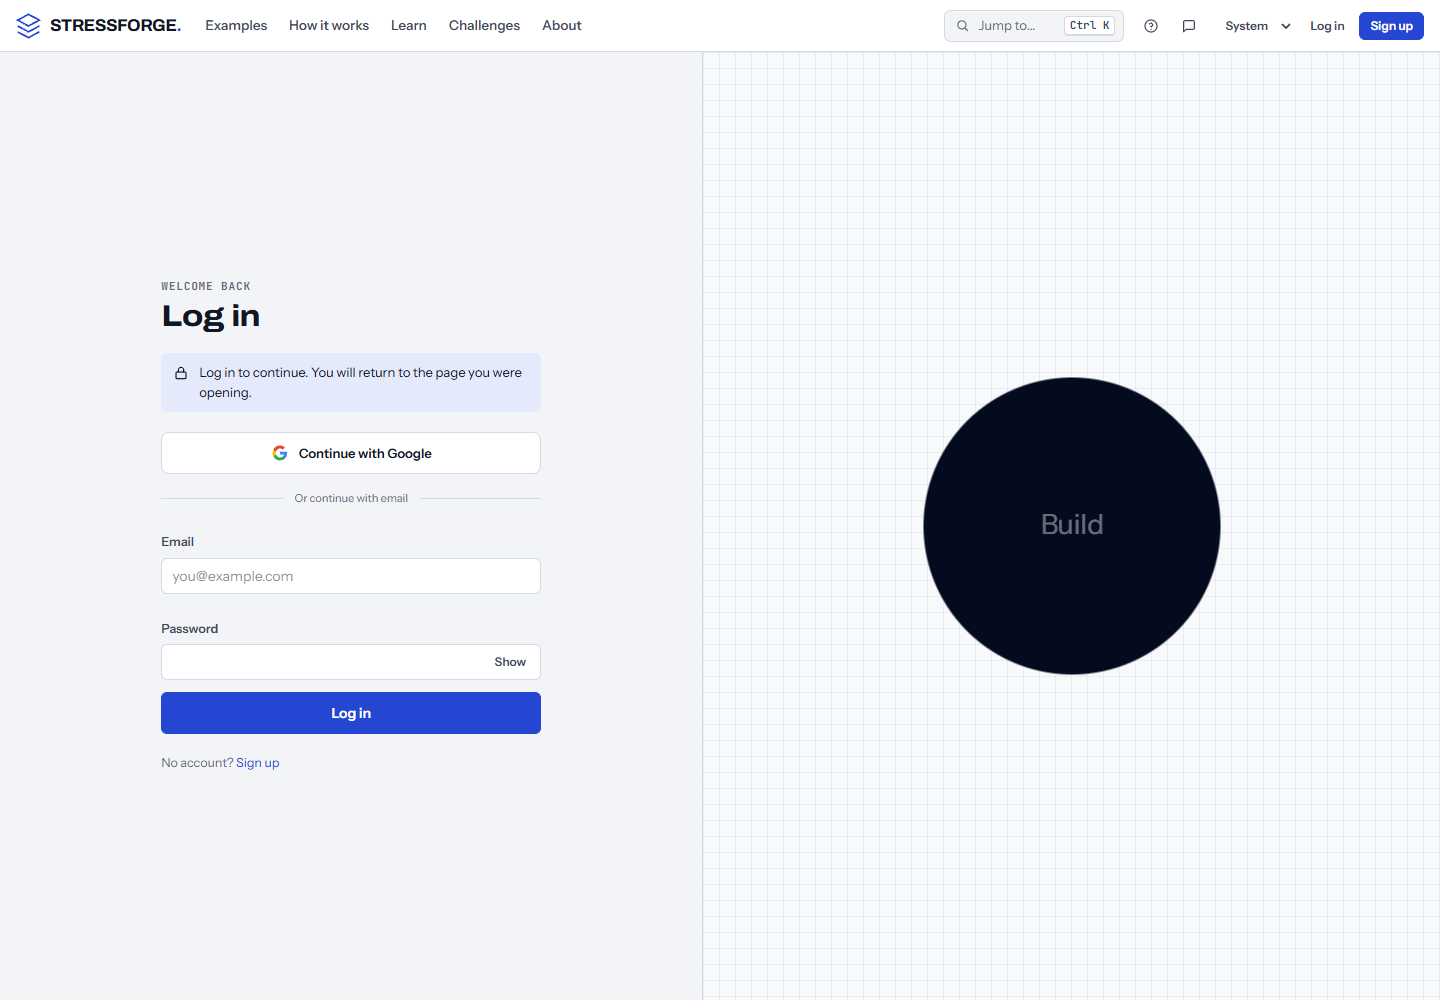 STRESSFORGE.
Examples
How it works
Learn
Challenges
About
Jump to...
Ctrl K
System
Log in
Sign up
WELCOME BACK
Log in
Log in to continue. You will return to the page you were
opening.
Continue with Google
Or continue with email
Email
you@example.com
Password
Show
Log in
No account? Sign up
Build